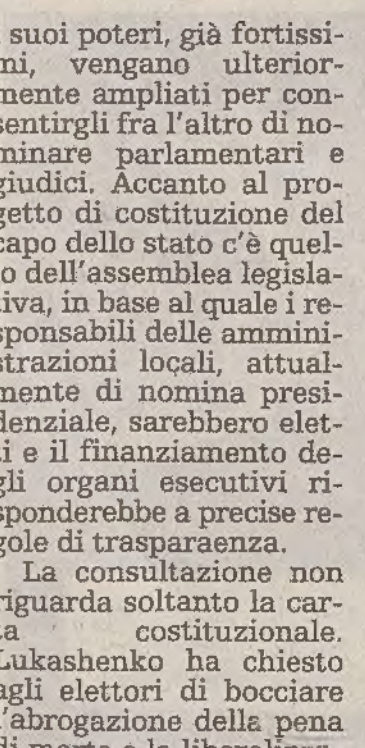 suoi poteri, già fortissi-
mi, vengano ulterior-
mente ampliati per con-
sentirgli fra l'altro di no-
minare parlamentari e
giudici. Accanto al pro-
getto di costituzione del
capo dello stato c'è quel-
lo dell'assemblea legisla-
tiva, in base al quale i re-
sponsabili delle ammini-
strazioni locali, attual-
mente di nomina presi-
denziale, sarebbero elet-
ti e il finanziamento de-
gli organi esecutivi ri-
sponderebbe a precise re-
gole di trasparaenza.
La consultazione non
riguarda soltanto la car-
ta costituzionale.
Lukashenko ha chiesto
agli elettori di bocciare
l'abrogazione della pena
di morte e la